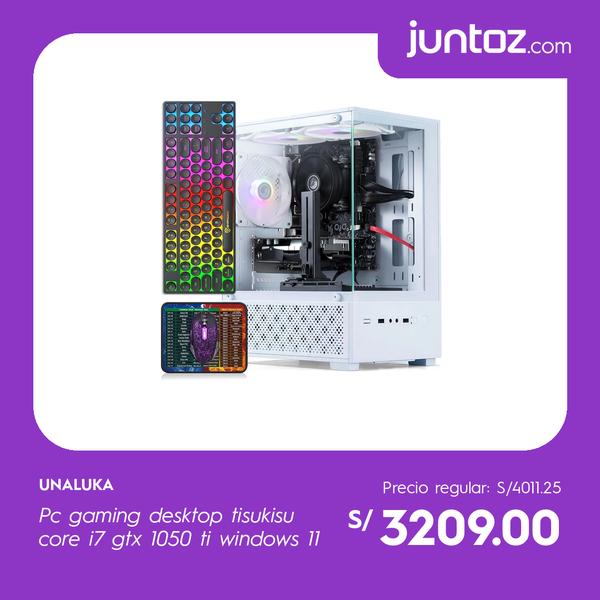 juntoz.com
UNALUKA
Pc gaming desktop tisukisu
core i7 gtx 1050 ti windows 11
Precio regular: S/4011.25
S/ 3209.00